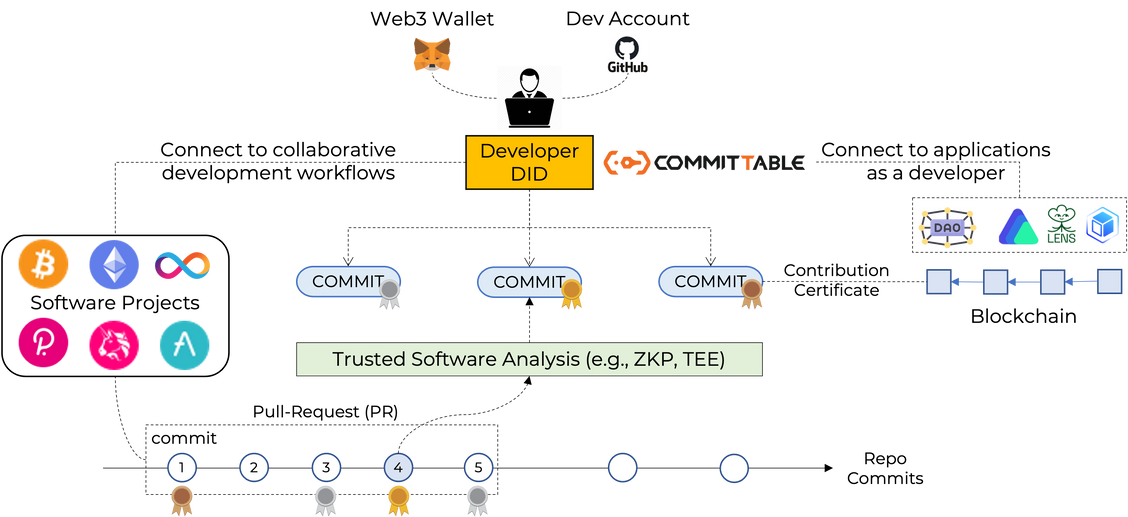 Web3 Wallet
Dev Account
GitHub
Connect to collaborative
development workflows
Developer
DID
COMMITTABLE
Connect to applications
as a developer
DAO
LENS
Software Projects
COMMIT
COMMIT
COMMIT
Contribution
Certificate
Blockchain
Trusted Software Analysis (e.g., ZKP, TEE)
Pull-Request (PR)
commit
1
2
3
4
5
Repo
Commits